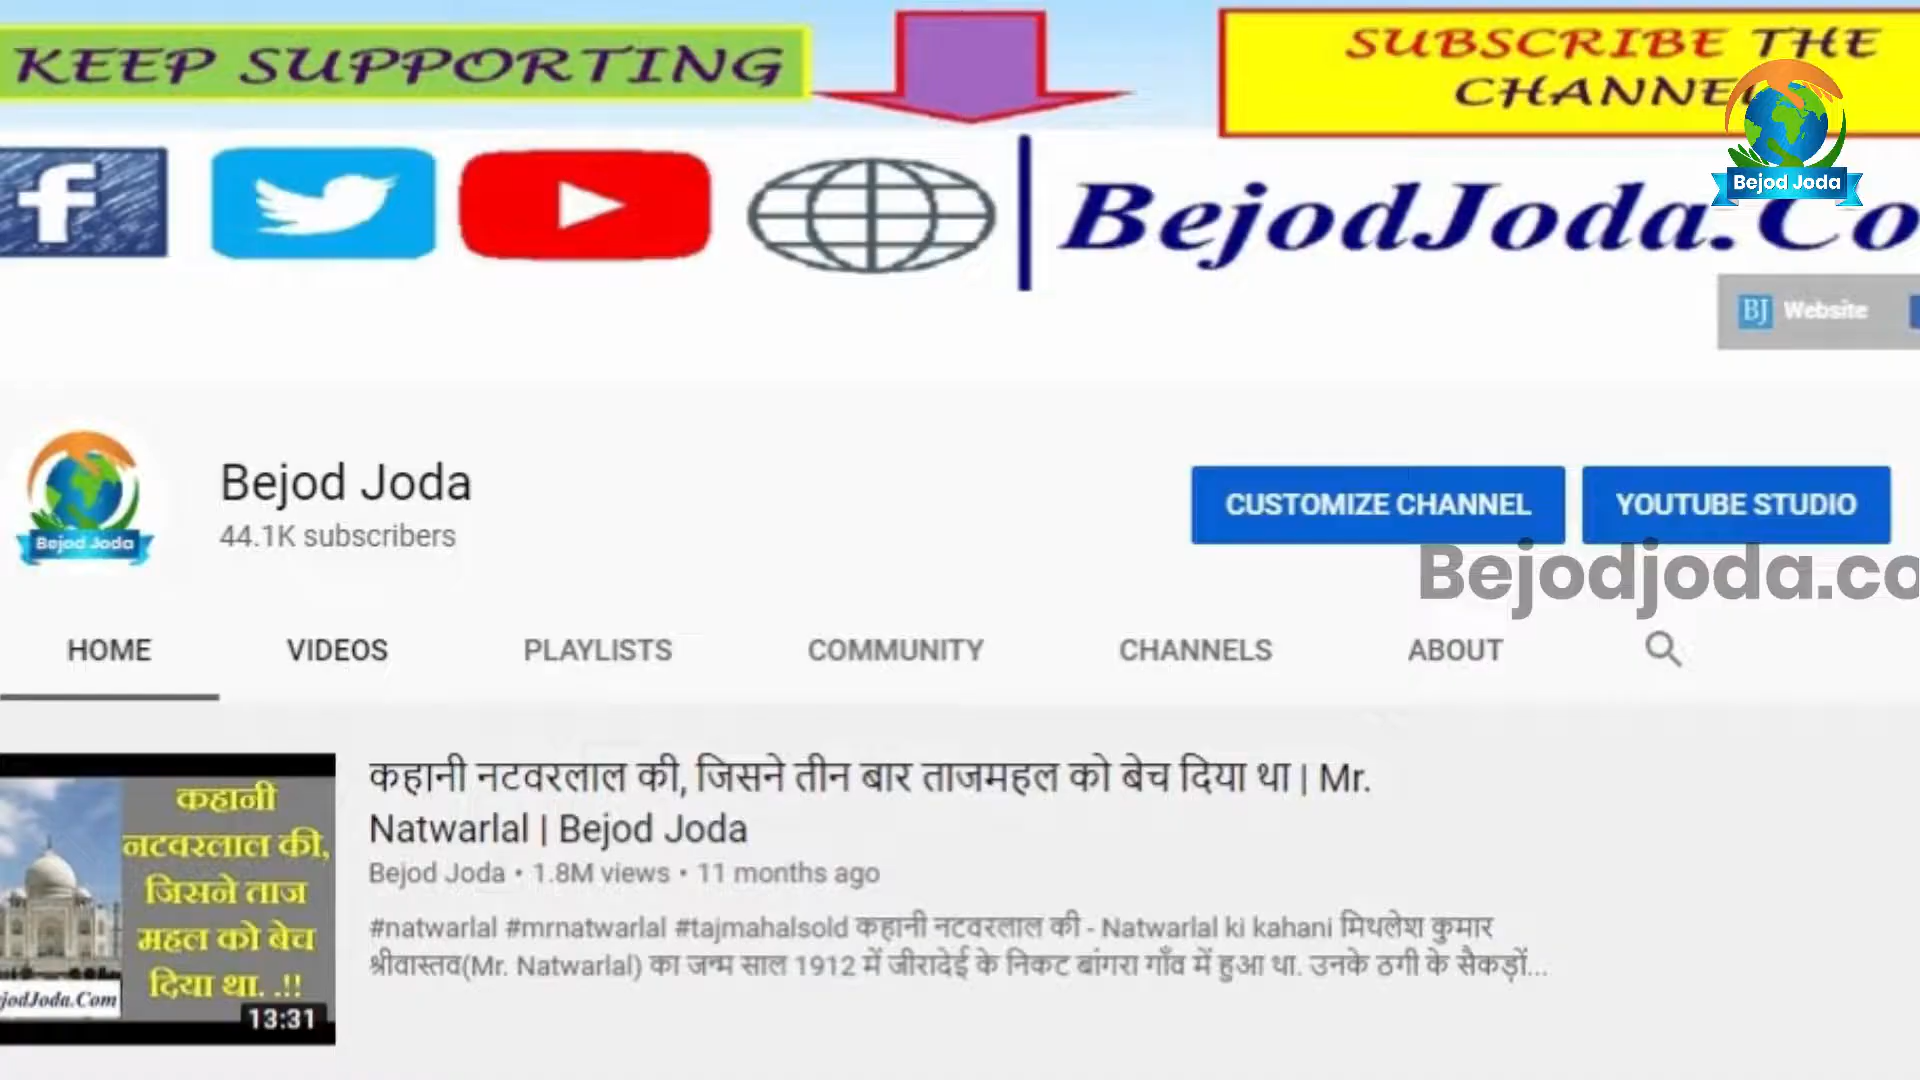 KEEP SUPPORTING
SUBSCRIBE THE
CHANNEL
Bejod Joda
BejodJoda.Co
BJ Website
Bejod Joda
Bejod Joda
44.1K subscribers
CUSTOMIZE CHANNEL
YOUTUBE STUDIO
Bejodjoda.co
HOME VIDEOS PLAYLISTS COMMUNITY CHANNELS ABOUT
कहानी
नटवरलाल की,
जिसने ताज
महल को बेच
दिया था. .!!
jodJoda.Com
13:31
कहानी नटवरलाल की, जिसने तीन बार ताजमहल को बेच दिया था | Mr.
Natwarlal | Bejod Joda
Bejod Joda • 1.8M views • 11 months ago
#natwarlal #mrnatwarlal #tajmahalsold कहानी नटवरलाल की - Natwarlal ki kahani मिथलेश कुमार
श्रीवास्तव(Mr. Natwarlal) का जन्म साल 1912 में जीरादेई के निकट बांगरा गाँव में हुआ था. उनके ठगी के सैकड़ों...